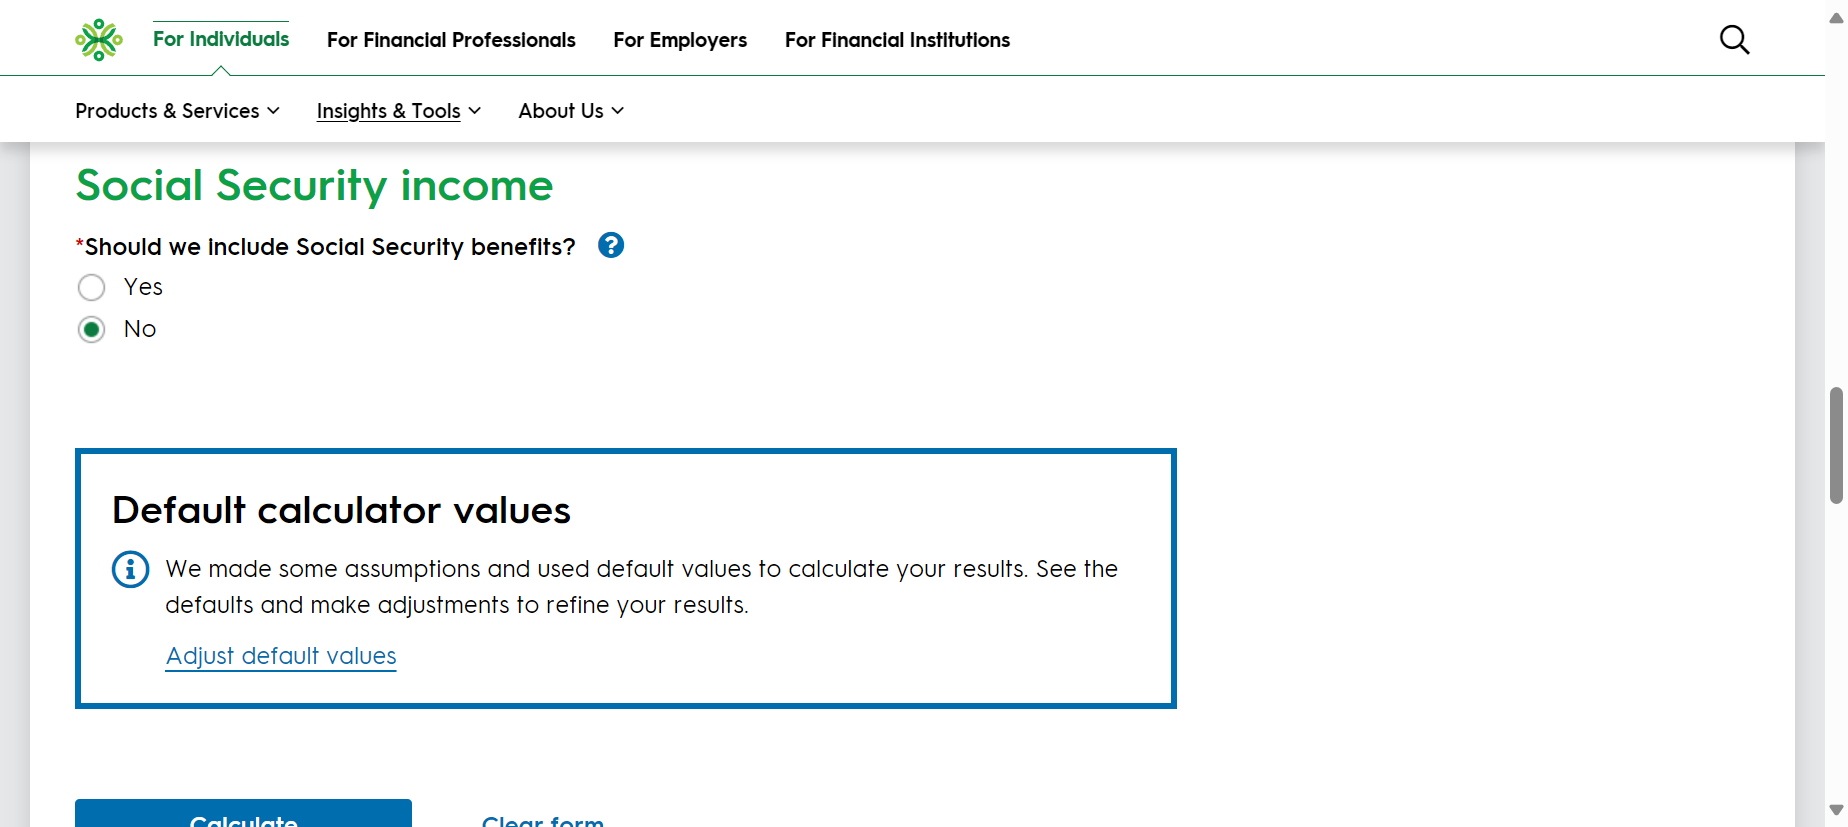 For Individuals For Financial Professionals For Employers For Financial Institutions
Products & Services Insights & Tools About Us
Social Security income
*Should we include Social Security benefits? ?
Yes
No
Default calculator values
We made some assumptions and used default values to calculate your results. See the
defaults and make adjustments to refine your results.
Adjust default values
Calculate Clear form